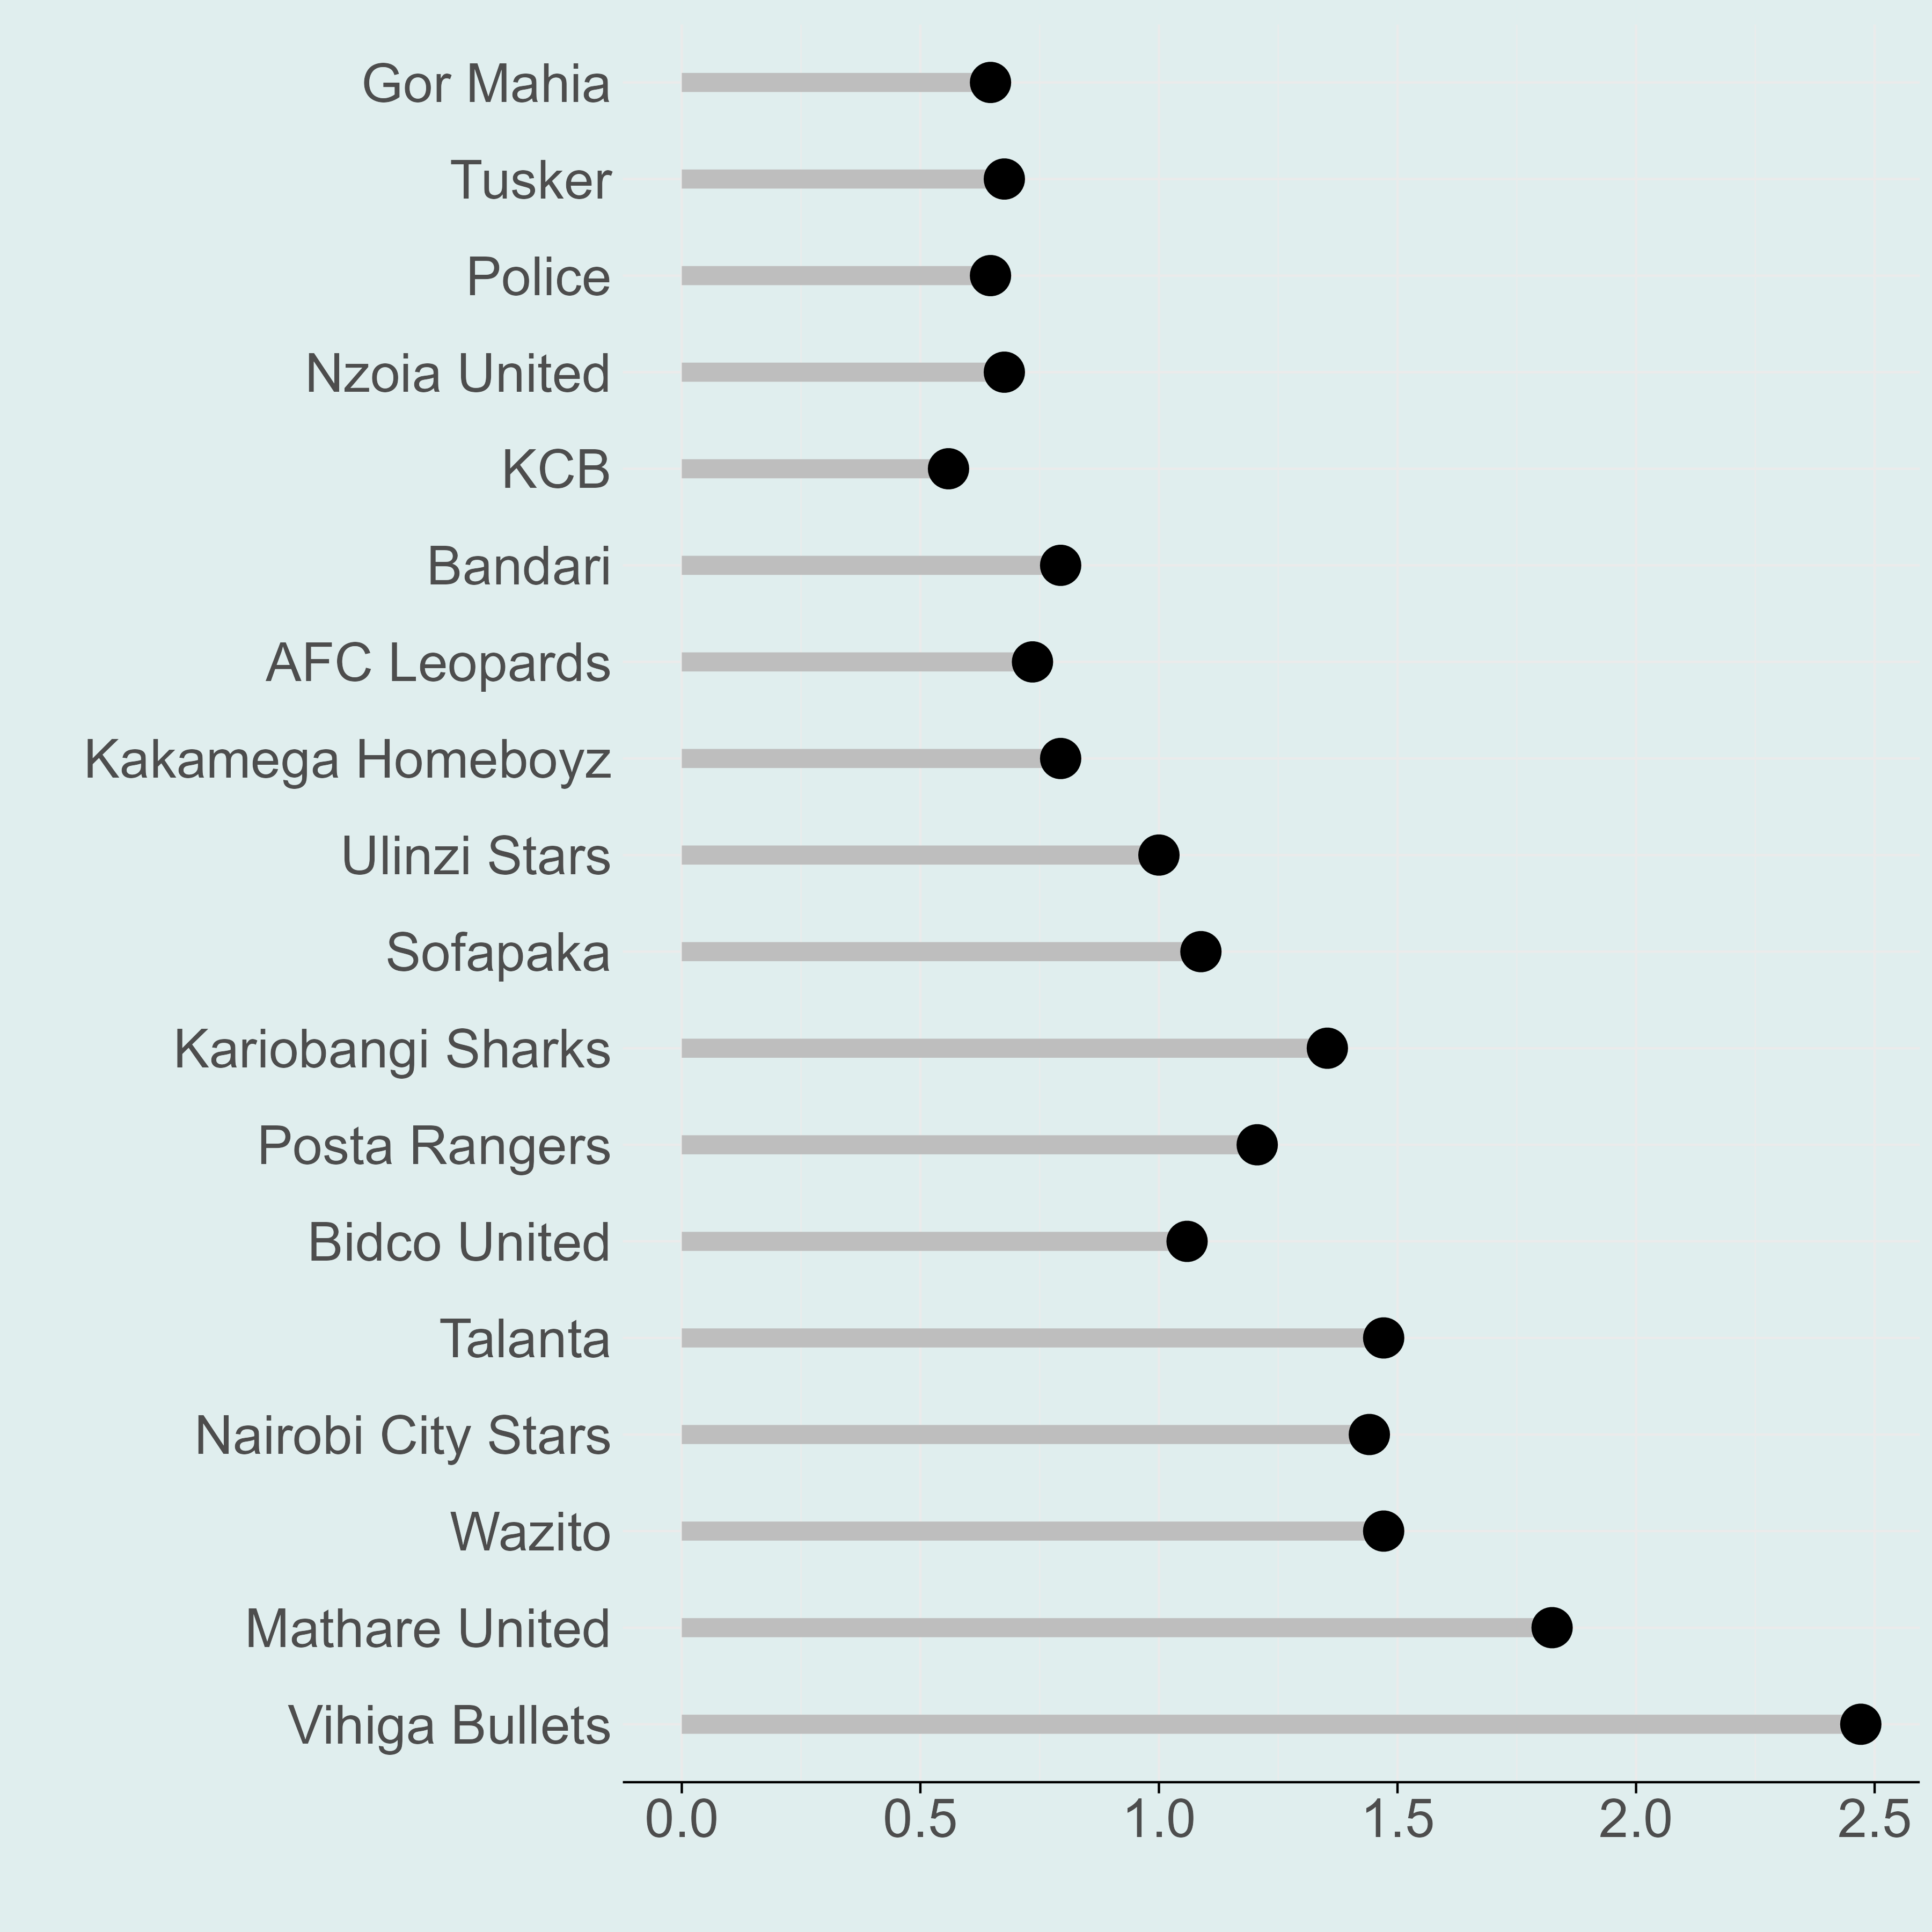 Gor Mahia
Tusker
Police
Nzoia United
KCB
Bandari
AFC Leopards
Kakamega Homeboyz
Ulinzi Stars
Sofapaka
Kariobangi Sharks
Posta Rangers
Bidco United
Talanta
Nairobi City Stars
Wazito
Mathare United
Vihiga Bullets
0.0 0.5 1.0 1.5 2.0 2.5